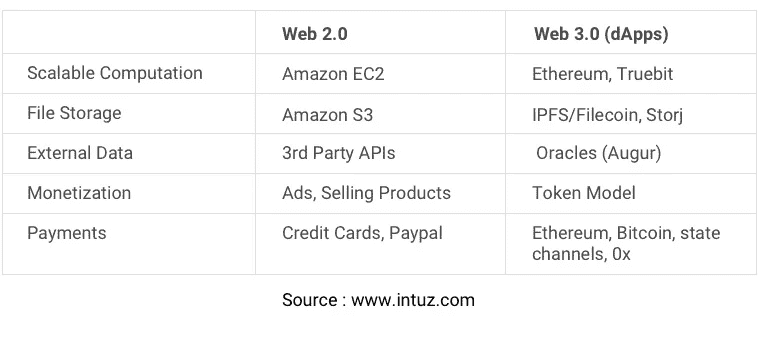 Web 2.0 Web 3.0 (dApps)
Scalable Computation Amazon EC2 Ethereum, Truebit
File Storage Amazon S3 IPFS/Filecoin, Storj
External Data 3rd Party APIs Oracles (Augur)
Monetization Ads, Selling Products Token Model
Payments Credit Cards, Paypal Ethereum, Bitcoin, state
channels, 0x
Source : www.intuz.com